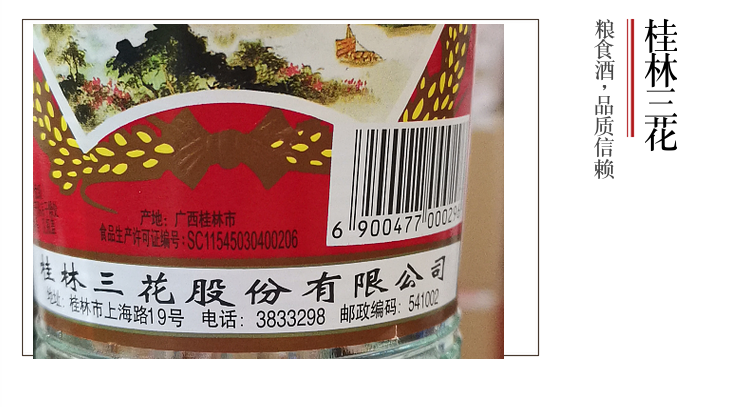 桂林三花
粮食酒，品质信赖
产地：广西桂林市
食品生产许可证编号：SC11545030400206
6 900477 00029
桂林三花股份有限公司
地址：桂林市上海路19号 电话：3833298 邮政编码：541002